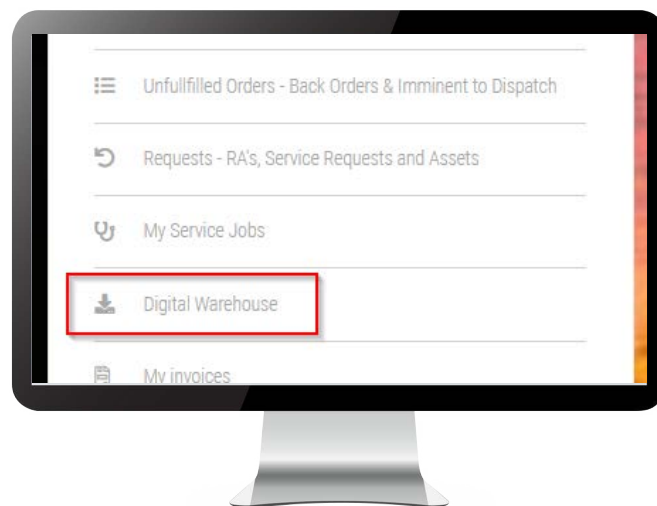 Unfullfilled Orders - Back Orders & Imminent to Dispatch
Requests - RA's, Service Requests and Assets
My Service Jobs
Digital Warehouse
My invoices